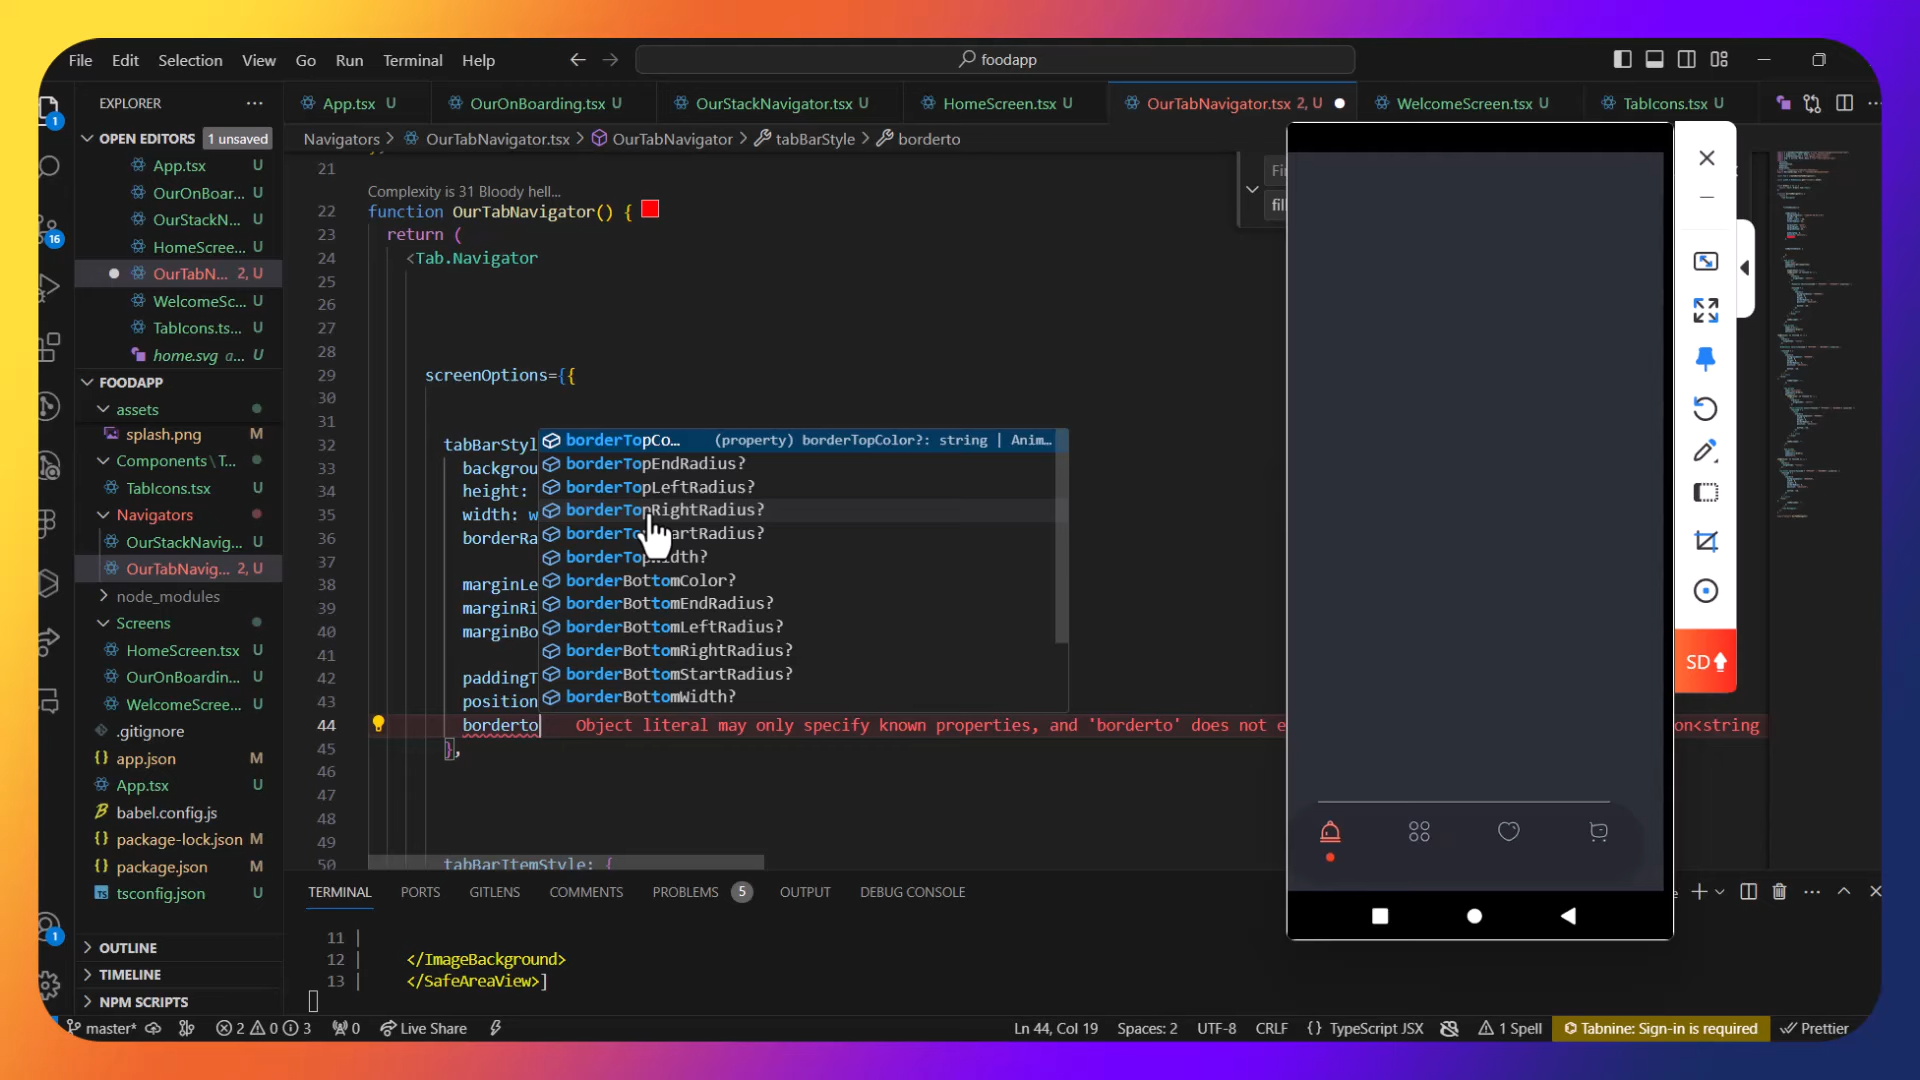 File Edit Selection View Go Run Terminal Help
foodapp
EXPLORER
App.tsx U
OurOnBoarding.tsx U
OurStackNavigator.tsx U
HomeScreen.tsx U
OurTabNavigator.tsx 2, U
WelcomeScreen.tsx U
TabIcons.tsx U
OPEN EDITORS 1 unsaved
Navigators > OurTabNavigator.tsx > OurTabNavigator > tabBarStyle > borderto
App.tsx U
OurOnBoar... U
OurStackN... U
HomeScree... U
OurTabN... 2, U
WelcomeSc... U
TabIcons.ts... U
home.svg a... U
FOODAPP
assets
splash.png M
Components \ T...
TabIcons.tsx U
Navigators
OurStackNavig... U
OurTabNavig... 2, U
node_modules
Screens
HomeScreen.tsx U
OurOnBoardin... U
WelcomeScree... U
.gitignore U
app.json M
App.tsx U
babel.config.js
package-lock.json M
package.json M
tsconfig.json U
OUTLINE
TIMELINE
NPM SCRIPTS
1
16
1
21
Complexity is 31 Bloody hell...
22 function OurTabNavigator() {
23 return (
24 <Tab.Navigator
25
26
27
28
29 screenOptions={{
30
31
32 tabBarStyl
33 backgrou
34 height:
35 width: w
36 borderRa
37
38 marginLe
39 marginRi
40 marginBo
41
42 paddingT
43 position
44 borderto Object literal may only specify known properties, and 'borderto' does not e
on<string
45 },
46
47
48
49
50 tabBarItemStyle: {
borderTopCo... (property) borderTopColor?: string | Anim...
borderTopEndRadius?
borderTopLeftRadius?
borderTopRightRadius?
borderTopStartRadius?
borderTopWidth?
borderBottomColor?
borderBottomEndRadius?
borderBottomLeftRadius?
borderBottomRightRadius?
borderBottomStartRadius?
borderBottomWidth?
SD
TERMINAL PORTS GITLENS COMMENTS PROBLEMS 5 OUTPUT DEBUG CONSOLE
11 |
12 | </ImageBackground>
13 | </SafeAreaView>]
master* 2 0 3 0 Live Share
Ln 44, Col 19 Spaces: 2 UTF-8 CRLF {} TypeScript JSX 1 Spell Tabnine: Sign-in is required Prettier